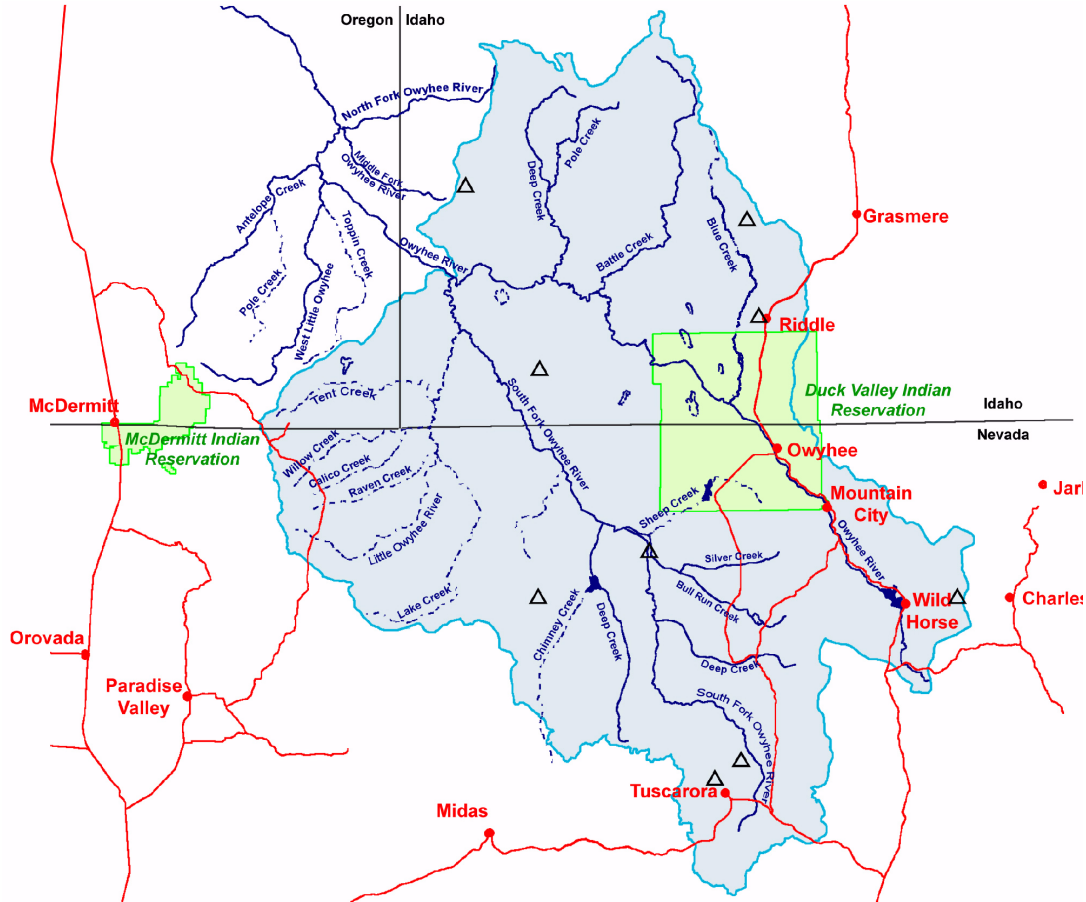 Oregon
Idaho
North Fork Owyhee River
Middle Fork
Owyhee River
Pole Creek
Deep Creek
Antelope Creek
Toppin Creek
Owyhee River
Grasmere
Battle Creek
Blue Creek
Pole Creek
West Little Owyhee
Riddle
Tent Creek
South Fork Owyhee River
Duck Valley Indian
Reservation
McDermitt
McDermitt Indian
Reservation
Idaho
Nevada
Willow Creek
Calico Creek
Raven Creek
Owyhee
Little Owyhee River
Sheep Creek
Mountain
City
Jarl
Owyhee River
Silver Creek
Bull Run Creek
Lake Creek
Chimney Creek
Deep Creek
Wild
Horse
Charles
Orovada
Deep Creek
Paradise
Valley
South Fork Owyhee River
Tuscarora
Midas